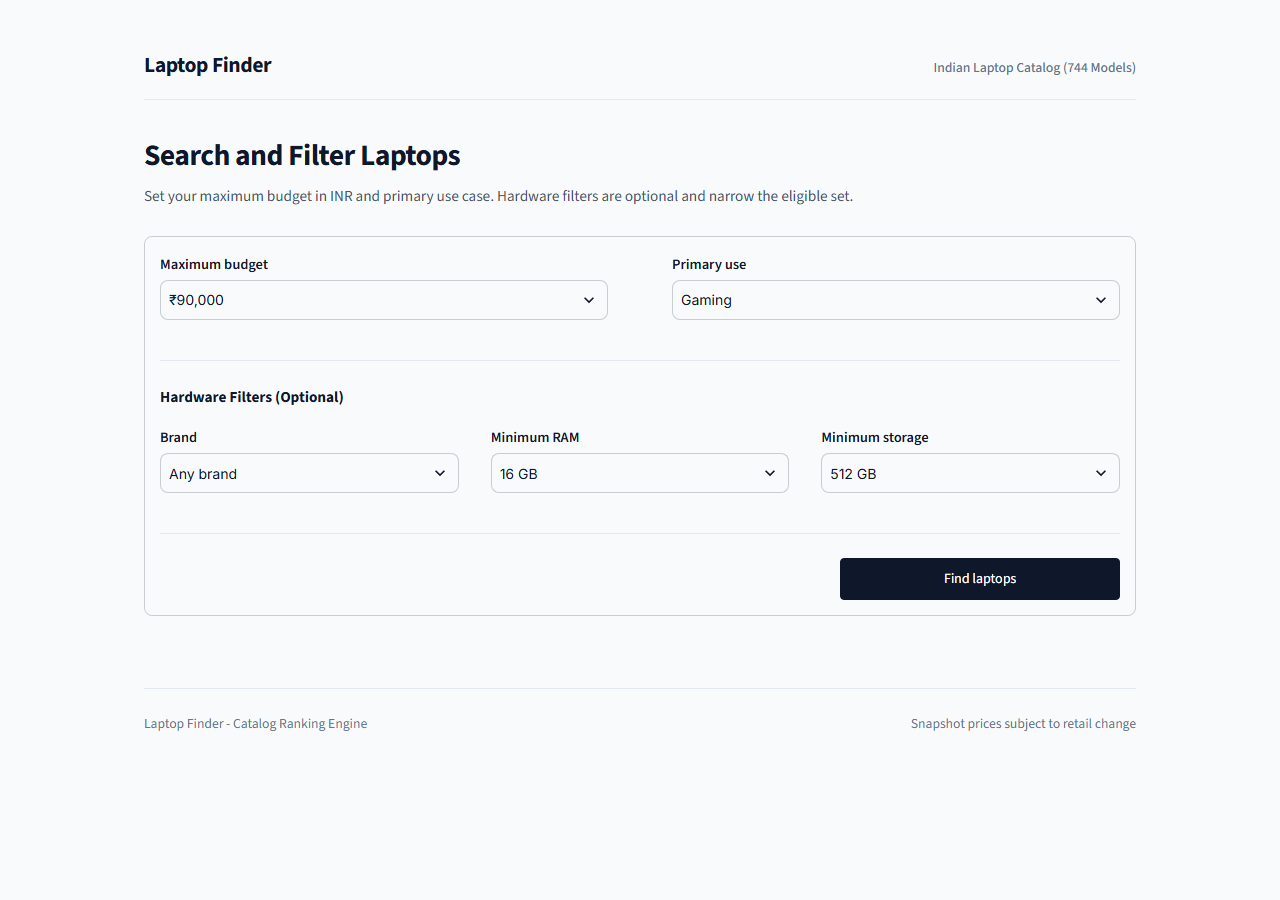 Laptop Finder
Indian Laptop Catalog (744 Models)
Search and Filter Laptops
Set your maximum budget in INR and primary use case. Hardware filters are optional and narrow the eligible set.
Maximum budget
Primary use
₹90,000
Gaming
Hardware Filters (Optional)
Brand
Minimum RAM
Minimum storage
Any brand
16 GB
512 GB
Find laptops
Laptop Finder - Catalog Ranking Engine
Snapshot prices subject to retail change